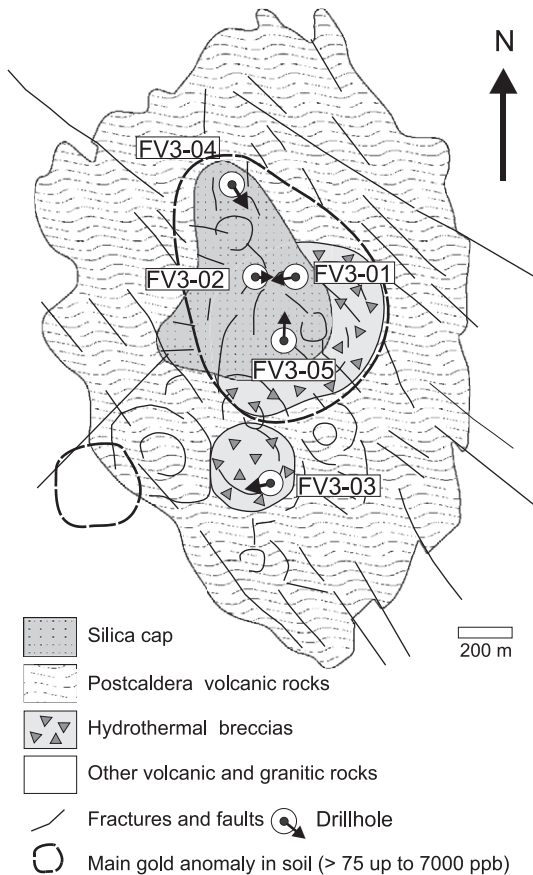 N
FV3-04
FV3-02
FV3-01
FV3-05
FV3-03
200 m
Silica cap
Postcaldera volcanic rocks
Hydrothermal breccias
Other volcanic and granitic rocks
Fractures and faults
Drillhole
Main gold anomaly in soil (> 75 up to 7000 ppb)